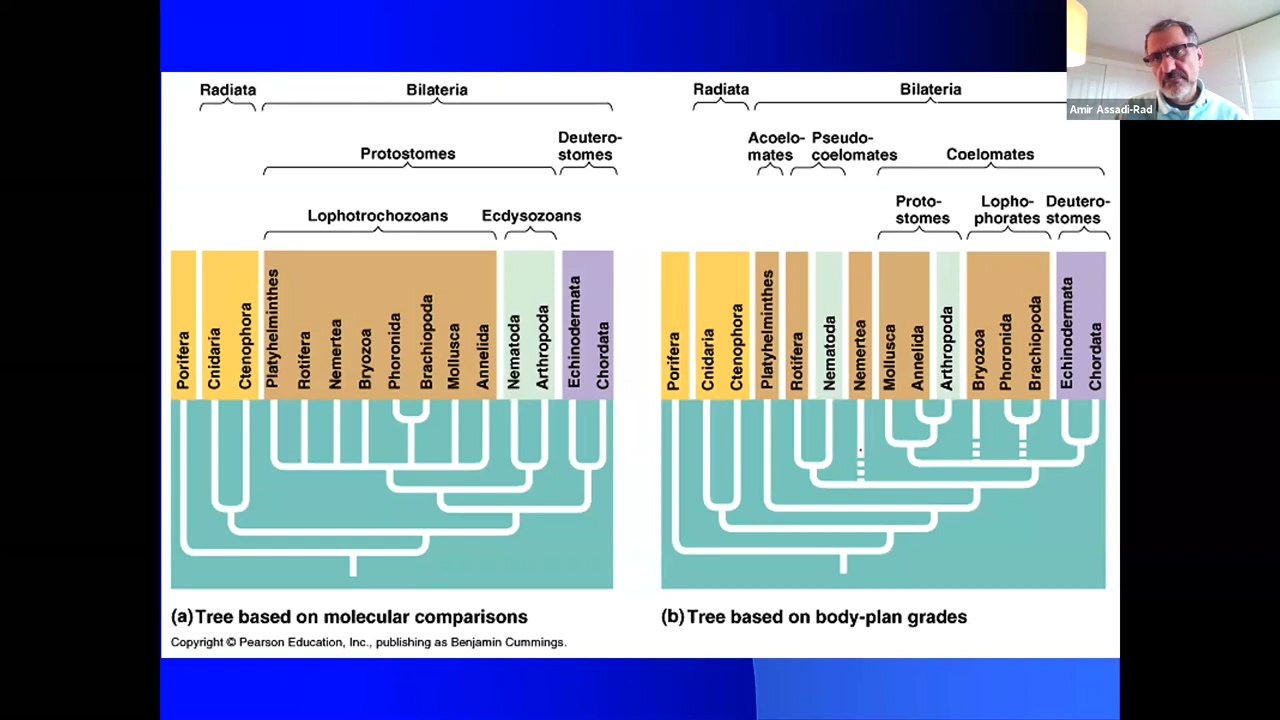 Radiata
Bilateria
Deutero-
stomes
Protostomes
Lophotrochozoans
Ecdysozoans
Porifera
Cnidaria
Ctenophora
Platyhelminthes
Rotifera
Nemertea
Bryozoa
Phoronida
Brachiopoda
Mollusca
Annelida
Nematoda
Arthropoda
Echinodermata
Chordata
(a) Tree based on molecular comparisons
Copyright © Pearson Education, Inc., publishing as Benjamin Cummings.
Radiata
Bilateria
Acoelo-
mates
Pseudo-
coelomates
Coelomates
Proto-
stomes
Lopho-
phorates
Deutero-
stomes
Porifera
Cnidaria
Ctenophora
Platyhelminthes
Rotifera
Nematoda
Nemertea
Mollusca
Annelida
Arthropoda
Bryozoa
Phoronida
Brachiopoda
Echinodermata
Chordata
(b) Tree based on body-plan grades
Amir Assadi-Rad